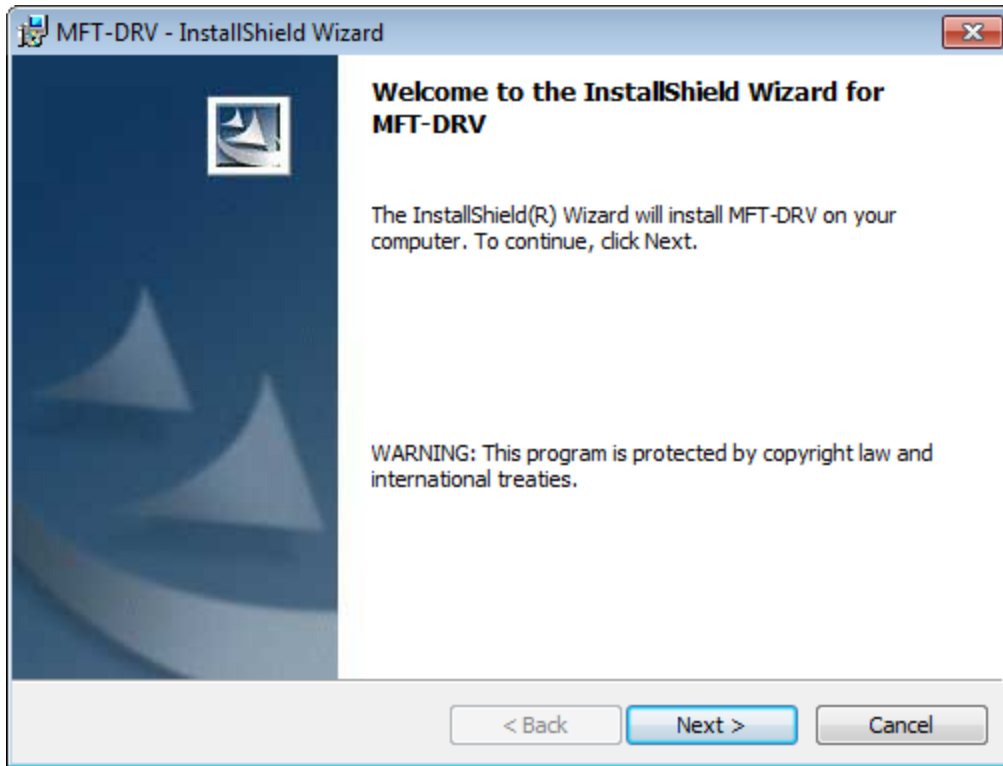 MFT-DRV - InstallShield Wizard
Welcome to the InstallShield Wizard for
MFT-DRV
The InstallShield(R) Wizard will install MFT-DRV on your
computer. To continue, click Next.
WARNING: This program is protected by copyright law and
international treaties.
< Back Next > Cancel